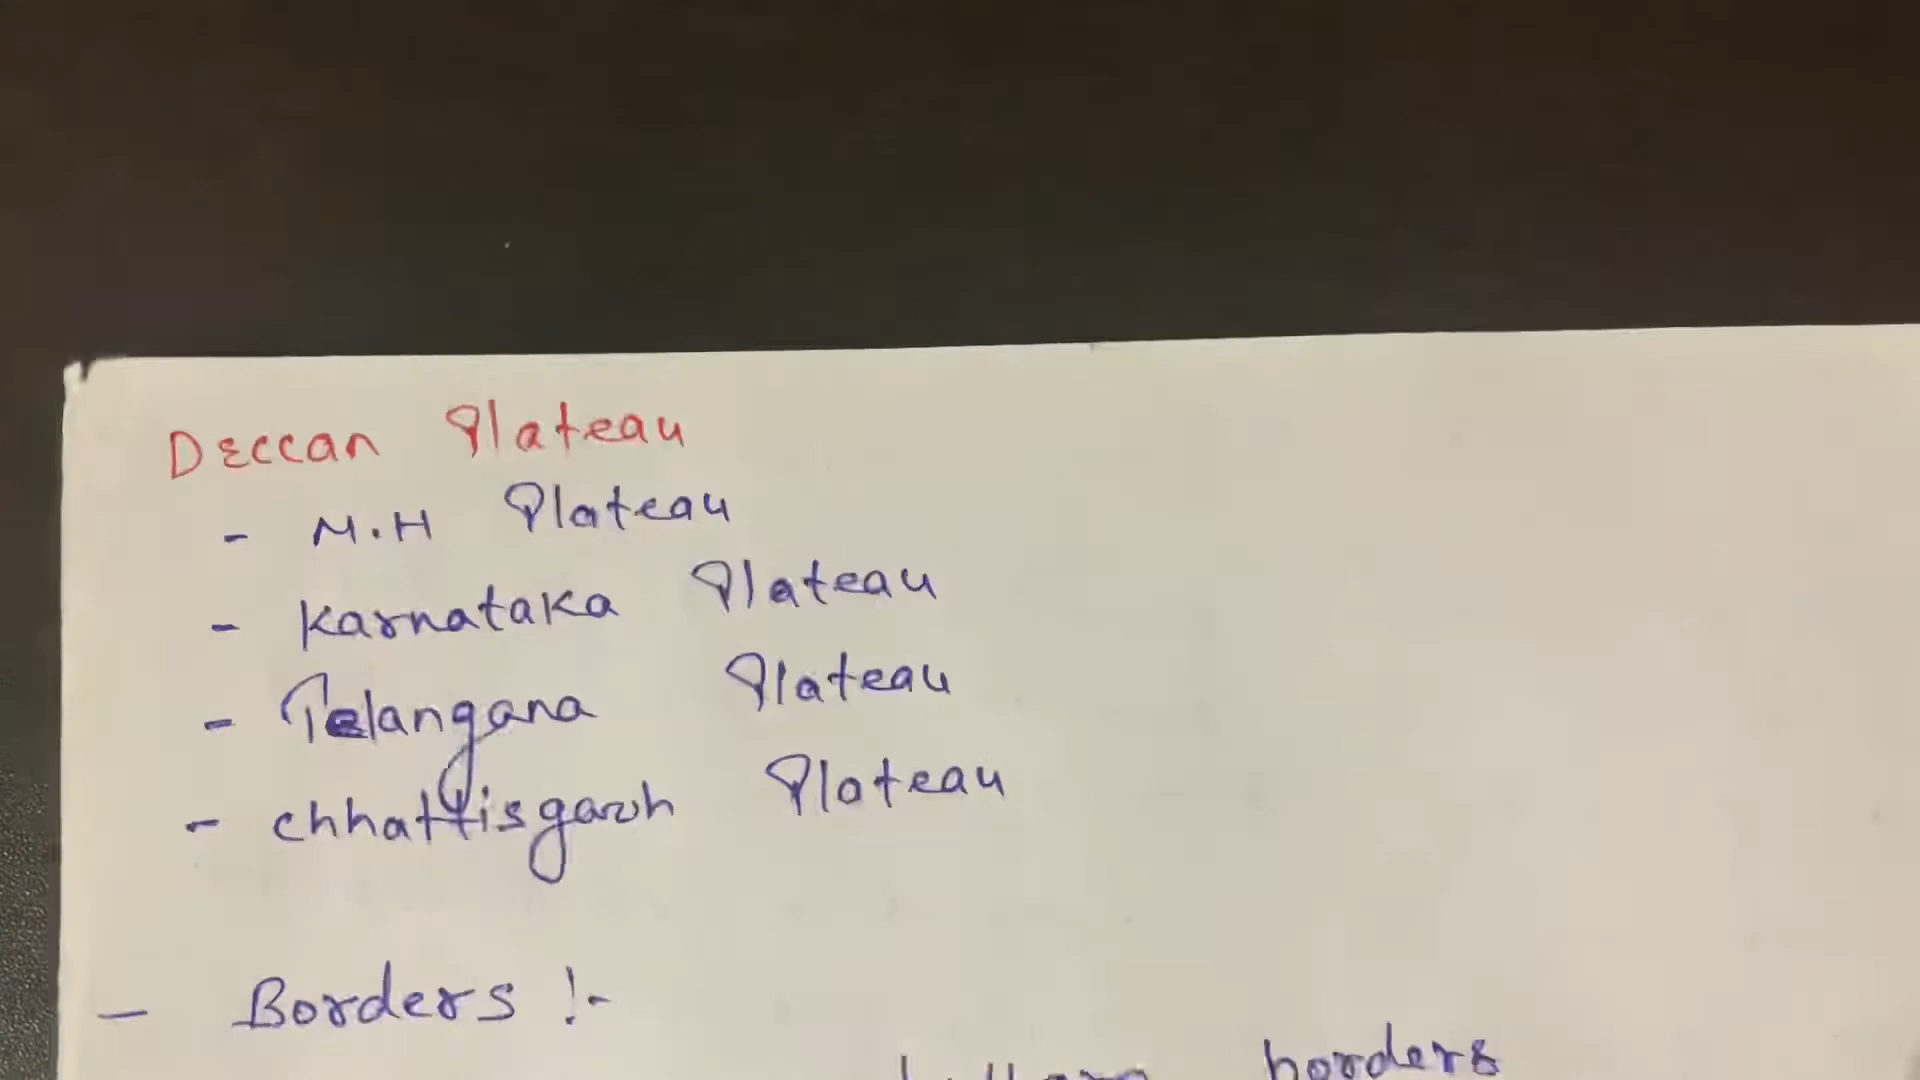 Deccan Plateau
- M.H Plateau
- Karnataka Plateau
- Telangana Plateau
- Chhattisgarh Plateau
- Borders :-
borders